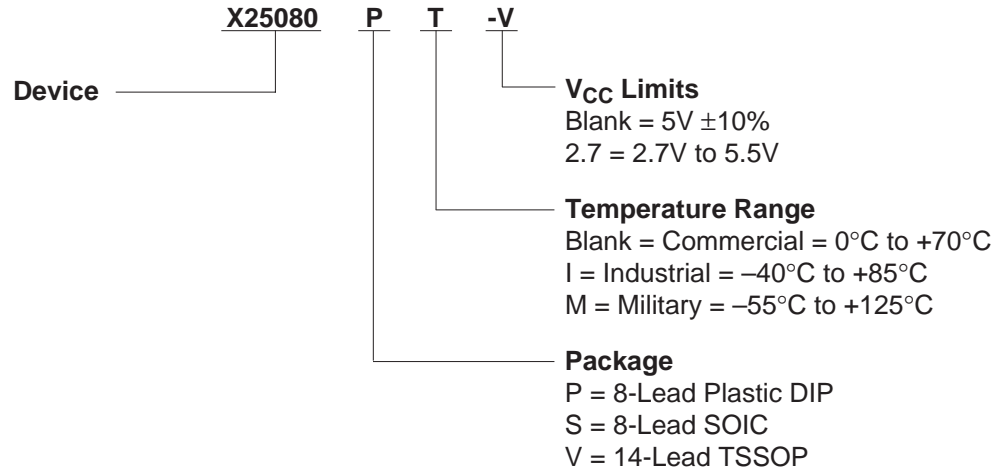 X25080 P T -V
Device
VCC Limits
Blank = 5V ±10%
2.7 = 2.7V to 5.5V
Temperature Range
Blank = Commercial = 0°C to +70°C
I = Industrial = –40°C to +85°C
M = Military = –55°C to +125°C
Package
P = 8-Lead Plastic DIP
S = 8-Lead SOIC
V = 14-Lead TSSOP